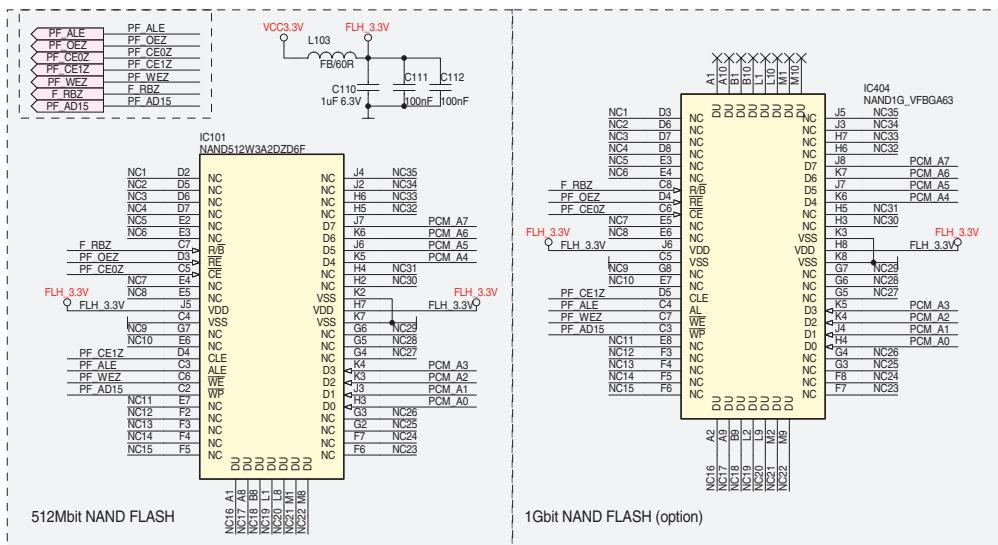 PF_ALE PF_ALE
PF_OEZ PF_OEZ
PF_CE0Z PF_CE0Z
PF_CE1Z PF_CE1Z
PF_WEZ PF_WEZ
F_RBZ F_RBZ
PF_AD15 PF_AD15
VCC3.3V FLH_3.3V
L103
FB/60R
C110
1uF 6.3V
C111
100nF
C112
100nF
IC101
NAND512W3A2DZD6F
NC1 D2 NC NC J4 NC35
NC2 D5 NC NC J2 NC34
NC3 D6 NC NC H6 NC33
NC4 D7 NC NC H5 NC32
NC5 E2 NC D7 J7 PCM_A7
NC6 E3 NC D6 K6 PCM_A6
F_RBZ C7 R/B D5 J6 PCM_A5
PF_OEZ D3 RE D4 K5 PCM_A4
PF_CE0Z C5 CE NC H4 NC31
NC7 E4 NC NC H2 NC30
NC8 E5 NC VSS K2
FLH_3.3V FLH_3.3V J5 VDD VDD H7 FLH_3.3V FLH_3.3V
C4 VSS VSS K7
NC9 G7 NC NC G6 NC29
NC10 E6 NC NC G5 NC28
PF_CE1Z D4 CLE NC G4 NC27
PF_ALE C3 ALE D3 K4 PCM_A3
PF_WEZ C6 WE D2 K3 PCM_A2
PF_AD15 C2 WP D1 J3 PCM_A1
NC11 E7 NC D0 H3 PCM_A0
NC12 F2 NC NC G3 NC26
NC13 F3 NC NC G2 NC25
NC14 F4 NC NC F7 NC24
NC15 F5 NC NC F6 NC23
DU DU DU DU DU DU DU
A1 A8 B8 L1 L8 M1 M8
NC16 NC17 NC18 NC19 NC20 NC21 NC22
512Mbit NAND FLASH
A1 A10 B1 B10 L1 L10 M1 M10
DU DU DU DU DU DU DU DU
IC404
NAND1G_VFBGA63
NC1 D3 NC NC J5 NC35
NC2 D6 NC NC J3 NC34
NC3 D7 NC NC H7 NC33
NC4 D8 NC NC H6 NC32
NC5 E3 NC D7 J8 PCM_A7
NC6 E4 NC D6 K7 PCM_A6
F_RBZ C8 R/B D5 J7 PCM_A5
PF_OEZ D4 RE D4 K6 PCM_A4
PF_CE0Z C6 CE NC H5 NC31
NC7 E5 NC NC H3 NC30
NC8 E6 NC VSS K3
FLH_3.3V FLH_3.3V J6 VDD VDD H8 FLH_3.3V FLH_3.3V
C5 VSS VSS K8
NC9 G8 NC NC G7 NC29
NC10 E7 NC NC G6 NC28
PF_CE1Z D5 CLE NC G5 NC27
PF_ALE C4 AL D3 K5 PCM_A3
PF_WEZ C7 WE D2 K4 PCM_A2
PF_AD15 C3 WP D1 J4 PCM_A1
NC11 E8 NC D0 H4 PCM_A0
NC12 F3 NC NC G4 NC26
NC13 F4 NC NC G3 NC25
NC14 F5 NC NC F8 NC24
NC15 F6 NC NC F7 NC23
DU DU DU DU DU DU DU
A2 A9 B9 L2 L9 M2 M9
NC16 NC17 NC18 NC19 NC20 NC21 NC22
1Gbit NAND FLASH (option)